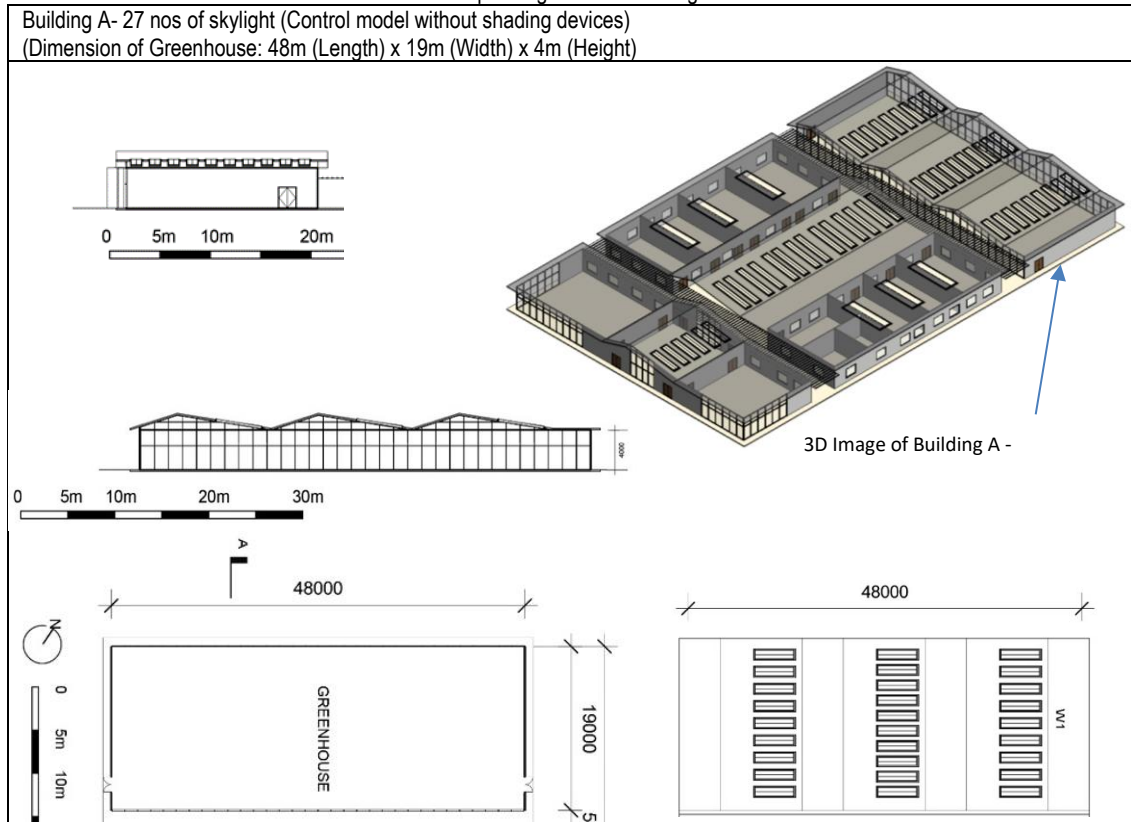 Building A- 27 nos of skylight (Control model without shading devices)
(Dimension of Greenhouse: 48m (Length) x 19m (Width) x 4m (Height)
0 5m 10m 20m
3D Image of Building A -
4000
0 5m 10m 20m 30m
A
48000
48000
N
0
5m
10m
GREENHOUSE
19000
5
W1